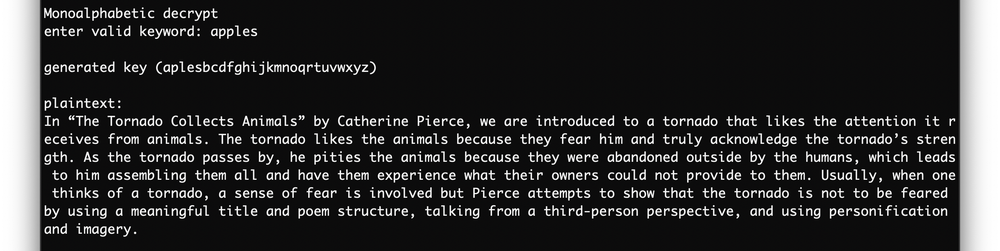 Monoalphabetic decrypt
enter valid keyword: apples
generated key (aplesbcdfghijkmnoqrtuvwxyz)
plaintext:
In “The Tornado Collects Animals” by Catherine Pierce, we are introduced to a tornado that likes the attention it r
eceives from animals. The tornado likes the animals because they fear him and truly acknowledge the tornado’s stren
gth. As the tornado passes by, he pities the animals because they were abandoned outside by the humans, which leads
 to him assembling them all and have them experience what their owners could not provide to them. Usually, when one
 thinks of a tornado, a sense of fear is involved but Pierce attempts to show that the tornado is not to be feared
by using a meaningful title and poem structure, talking from a third-person perspective, and using personification
and imagery.